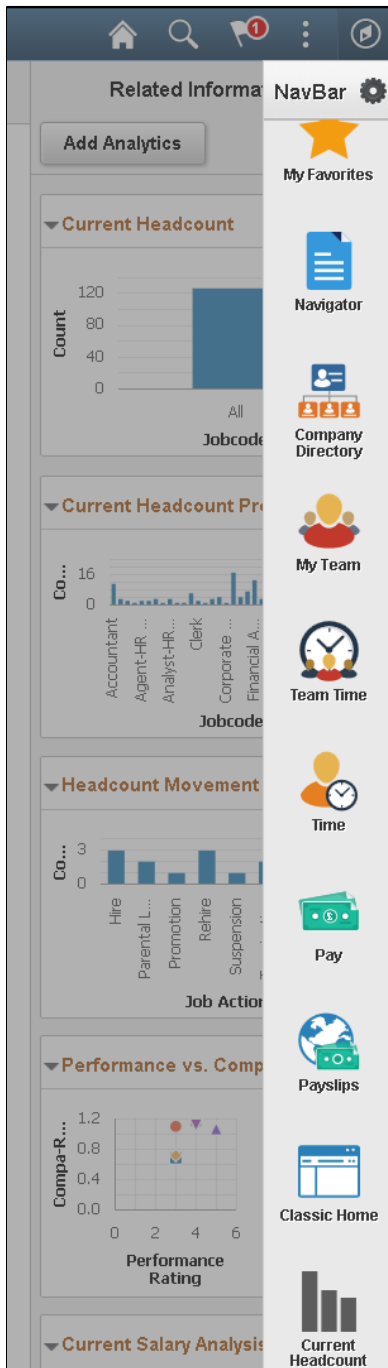 1
Related Informa
NavBar
Add Analytics
My Favorites
Current Headcount
Count
120
80
40
0
All
Jobcode
Navigator
Company
Directory
Current Headcount Pr
Co...
16
0
Accountant
Agent-HR ...
Analyst-HR...
Clerk
Corporate ...
Financial A...
Jobcode
My Team
Team Time
Headcount Movement
Co...
3
0
Hire
Parental L...
Promotion
Rehire
Suspension
Job Action
Time
Pay
Performance vs. Comp
Compa-R...
1.2
0.8
0.4
0.0
0 2 4 6
Performance
Rating
Payslips
Classic Home
Current Salary Analysis
Current
Headcount